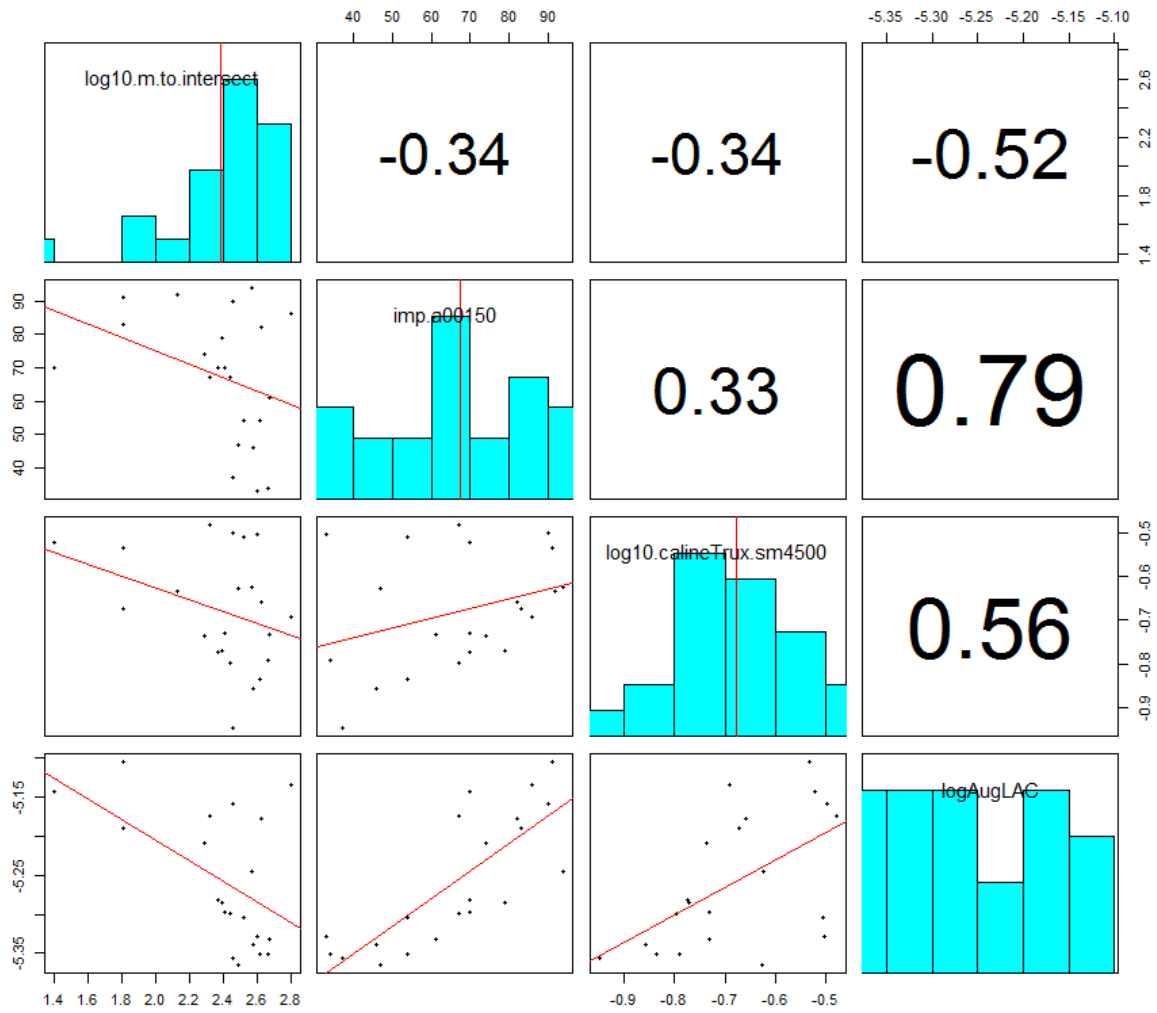 40 60 70 80 90
-5.35 -5.30 -5.25 -5.20 -5.15 -5.10
log10.m.to.intersect
-0.34
-0.34
-0.52
1.4 1.8 2.2 2.6
40 50 60 70 80 90
imp.a00150
0.33
0.79
log10.calineTrux.sm4500
0.56
-0.9 -0.8 -0.7 -0.6 -0.5
-5.35 -5.25 -5.15
logAugLAC
1.4 1.6 1.8 2.0 2.2 2.4 2.6 2.8
-0.9 -0.8 -0.7 -0.6 -0.5